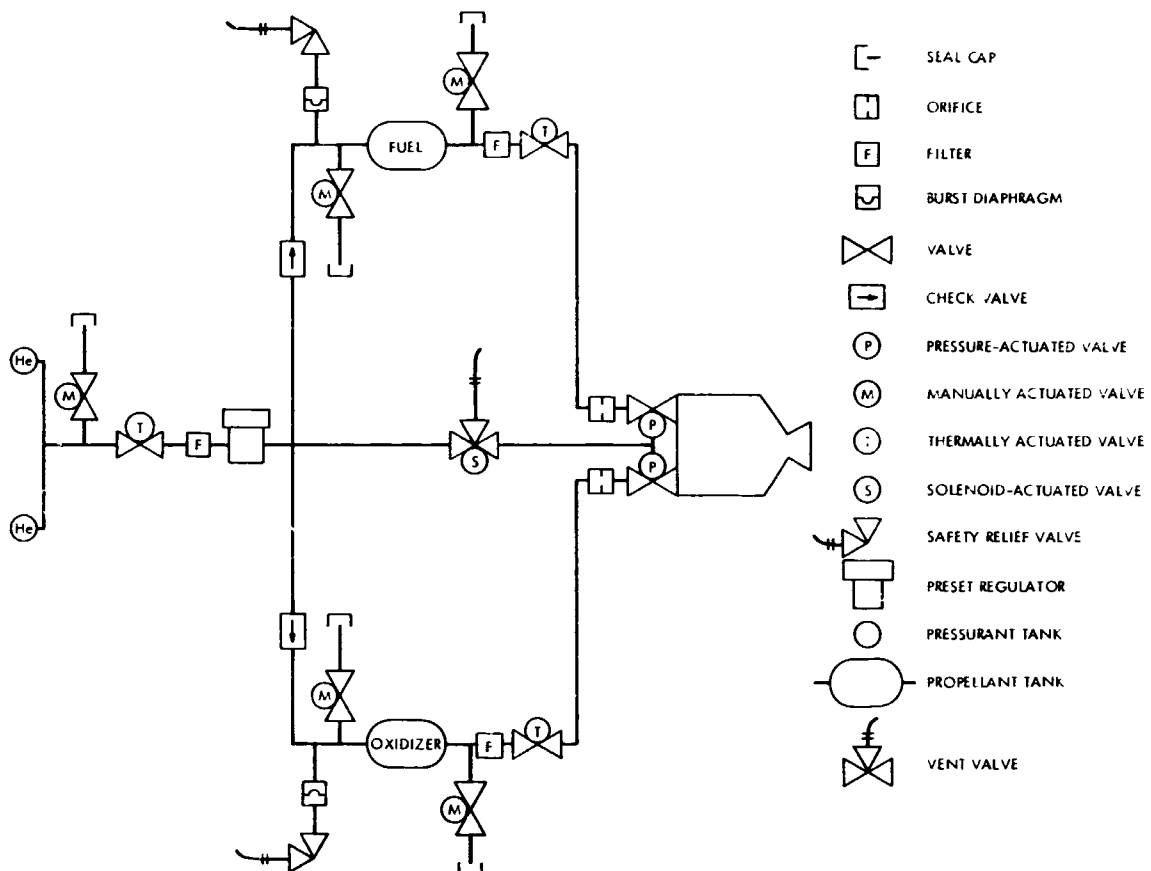 M
M
T
FUEL
F
M
He
M
T
F
P
S
P
He
M
OXIDIZER
F
T
M
SEAL CAP
ORIFICE
F FILTER
BURST DIAPHRAGM
VALVE
CHECK VALVE
P PRESSURE-ACTUATED VALVE
M MANUALLY ACTUATED VALVE
THERMALLY ACTUATED VALVE
S SOLENOID-ACTUATED VALVE
SAFETY RELIEF VALVE
PRESET REGULATOR
PRESSURANT TANK
PROPELLANT TANK
VENT VALVE